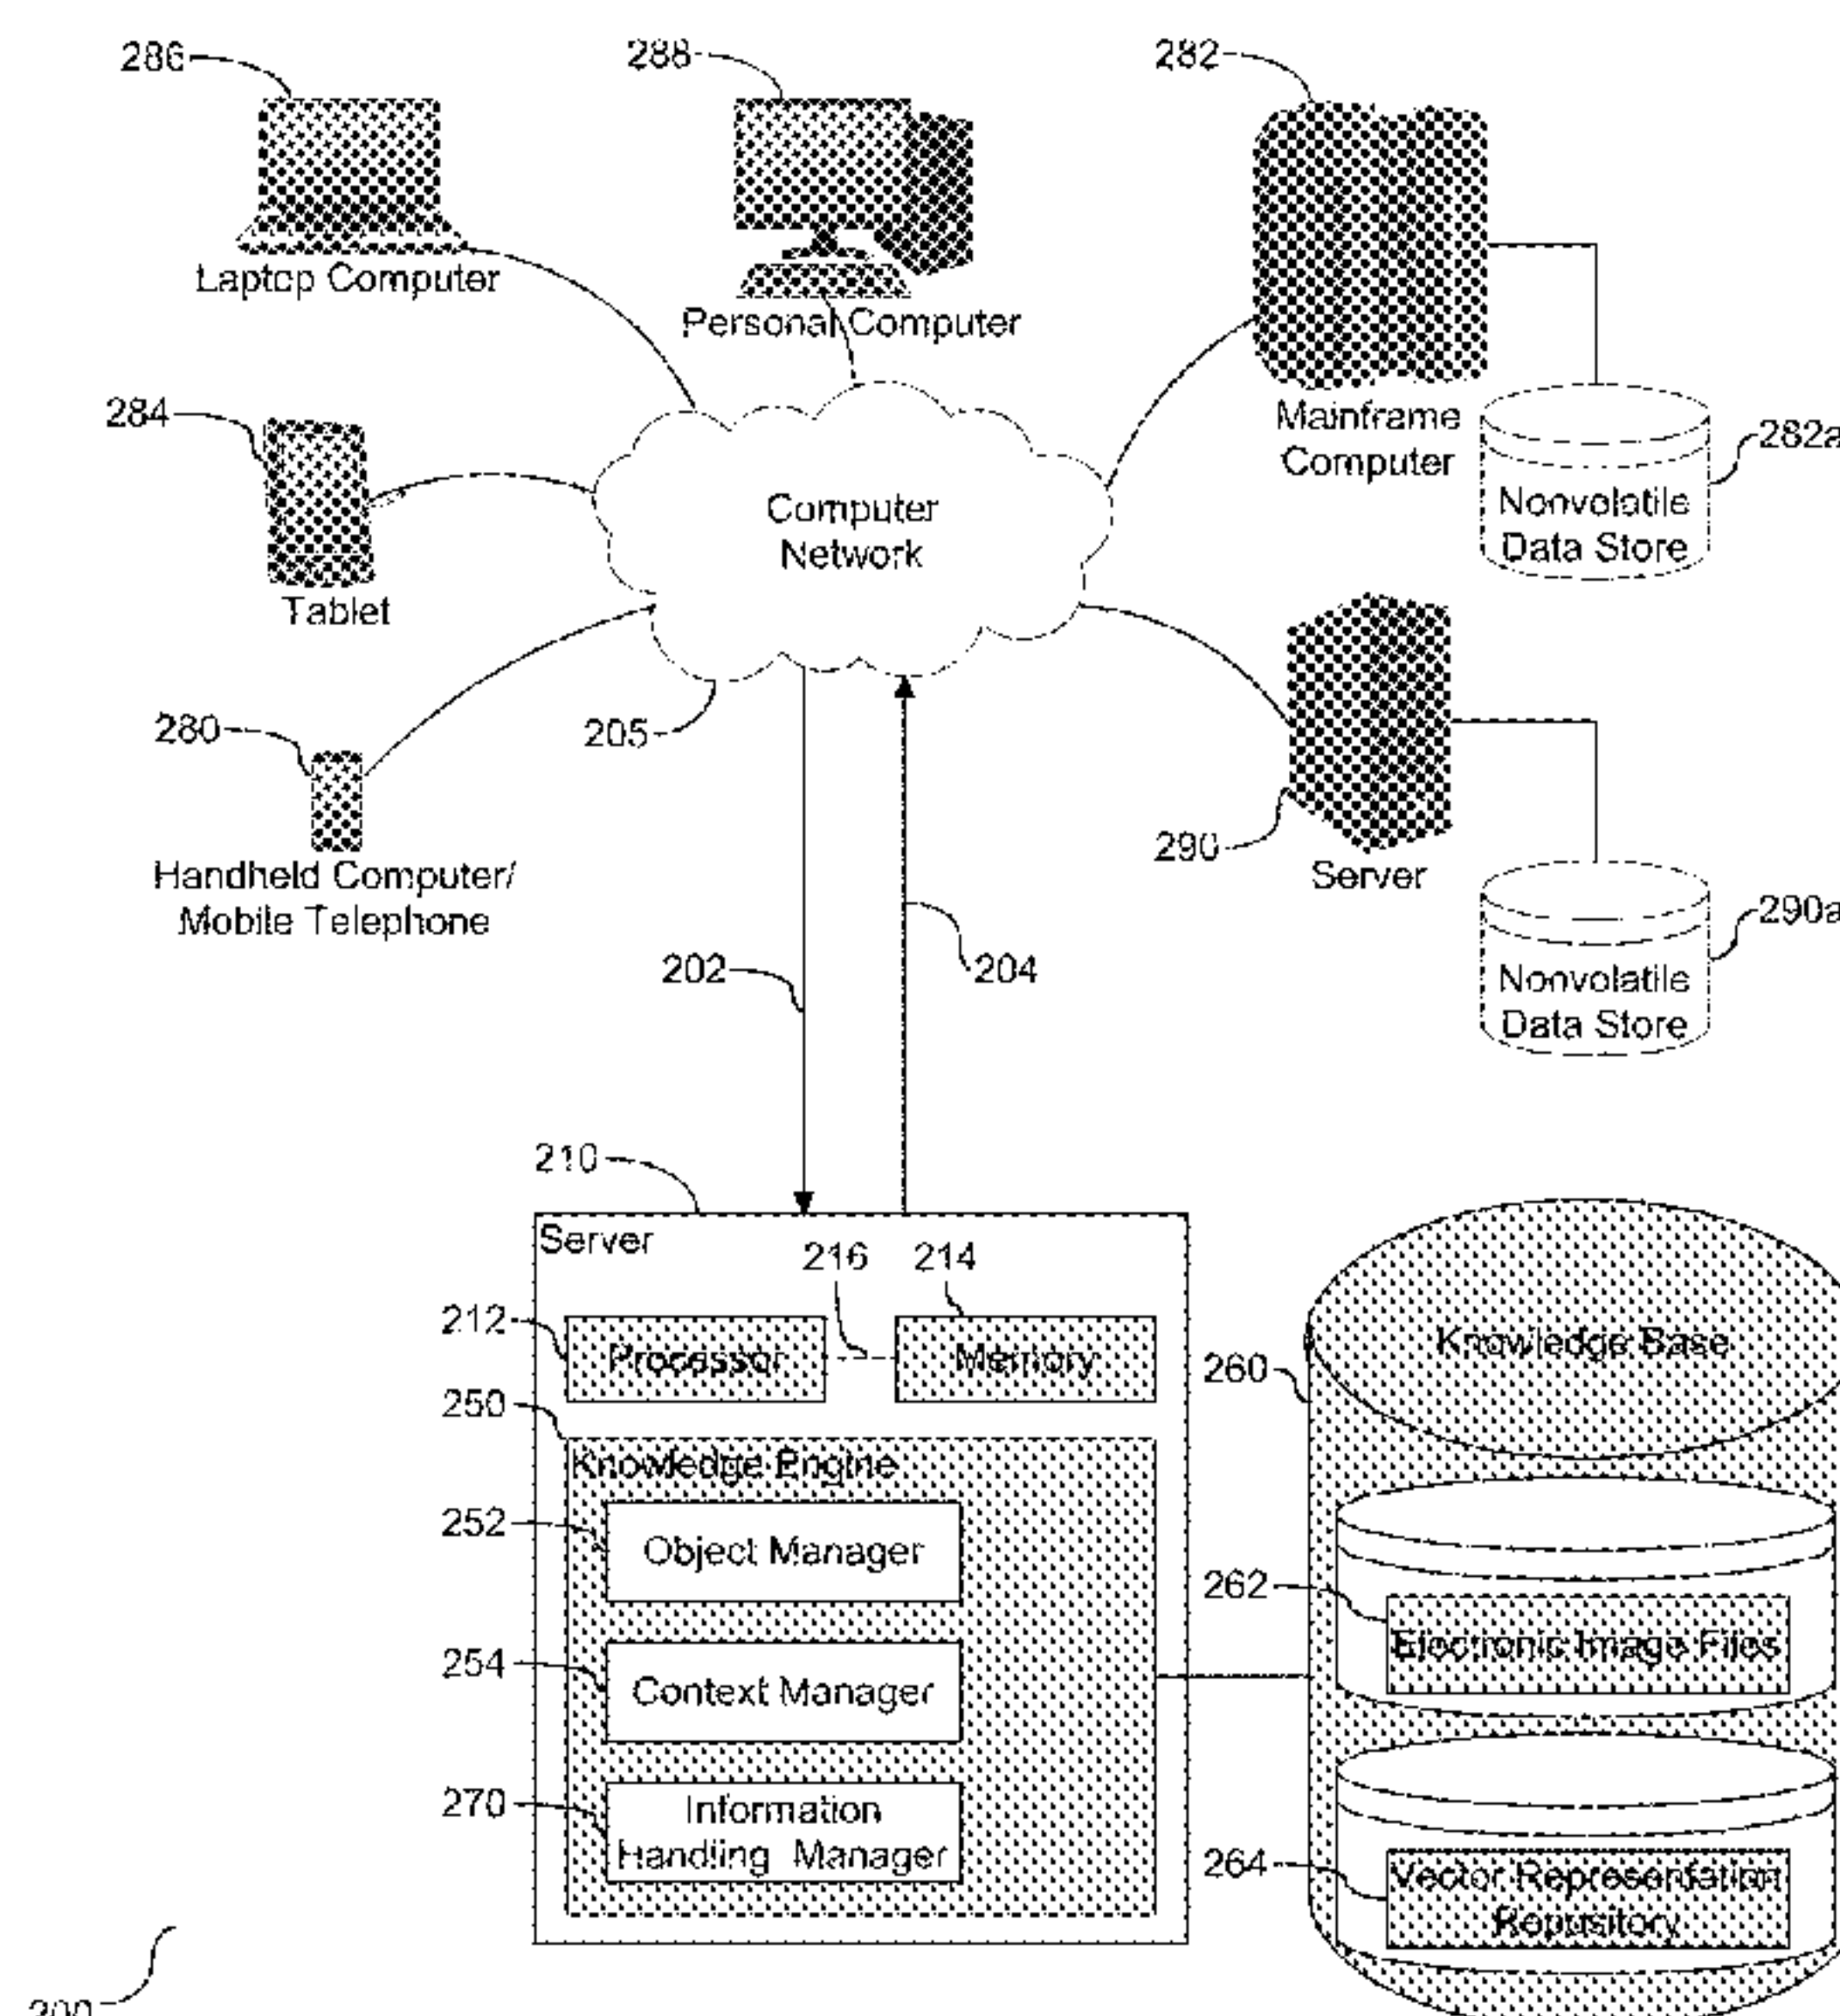 286
288
282
Laptop Computer
Personal Computer
284
Mainframe
Computer
282a
Computer
Network
Nonvolatile
Data Store
Tablet
280
205
290
Server
Handheld Computer/
Mobile Telephone
290a
202
204
Nonvolatile
Data Store
210
Server
216
214
212
Processor
Memory
Knowledge Base
260
250
Knowledge Engine
252
Object Manager
262
Electronic Image Files
254
Context Manager
270
Information
Handling Manager
264
Vector Representation
Repository
200